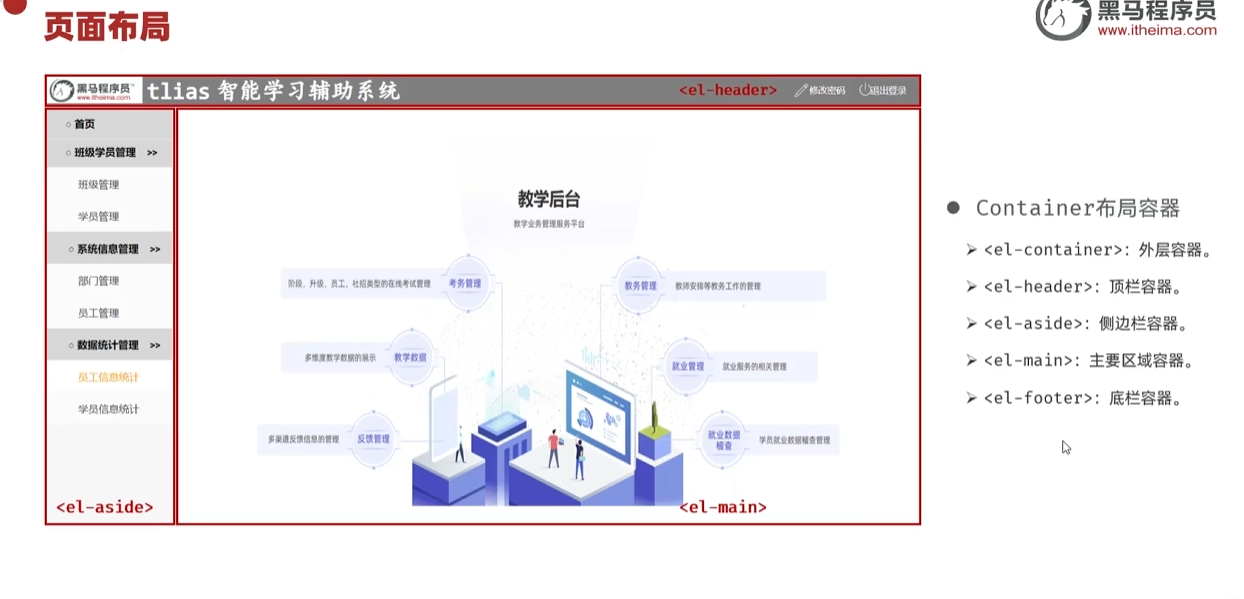 页面布局
黑马程序员
www.itheima.com
黑马程序员
www.itheima.com
tlias 智能学习辅助系统
<el-header>
修改密码
退出登录
首页
班级学员管理 >>
班级管理
学员管理
系统信息管理 >>
部门管理
员工管理
数据统计管理 >>
员工信息统计
学员信息统计
<el-aside>
教学后台
教学业务管理服务平台
阶段、升级、员工、社招类型的在线考试管理
考务管理
教务管理
教师安排等教务工作的管理
多维度教学数据的展示
教学数据
就业管理
就业服务的相关管理
多渠道反馈信息的管理
反馈管理
就业数据
稽查
学员就业数据稽查管理
<el-main>
● Container布局容器
➢ <el-container>: 外层容器。
➢ <el-header>: 顶栏容器。
➢ <el-aside>: 侧边栏容器。
➢ <el-main>: 主要区域容器。
➢ <el-footer>: 底栏容器。